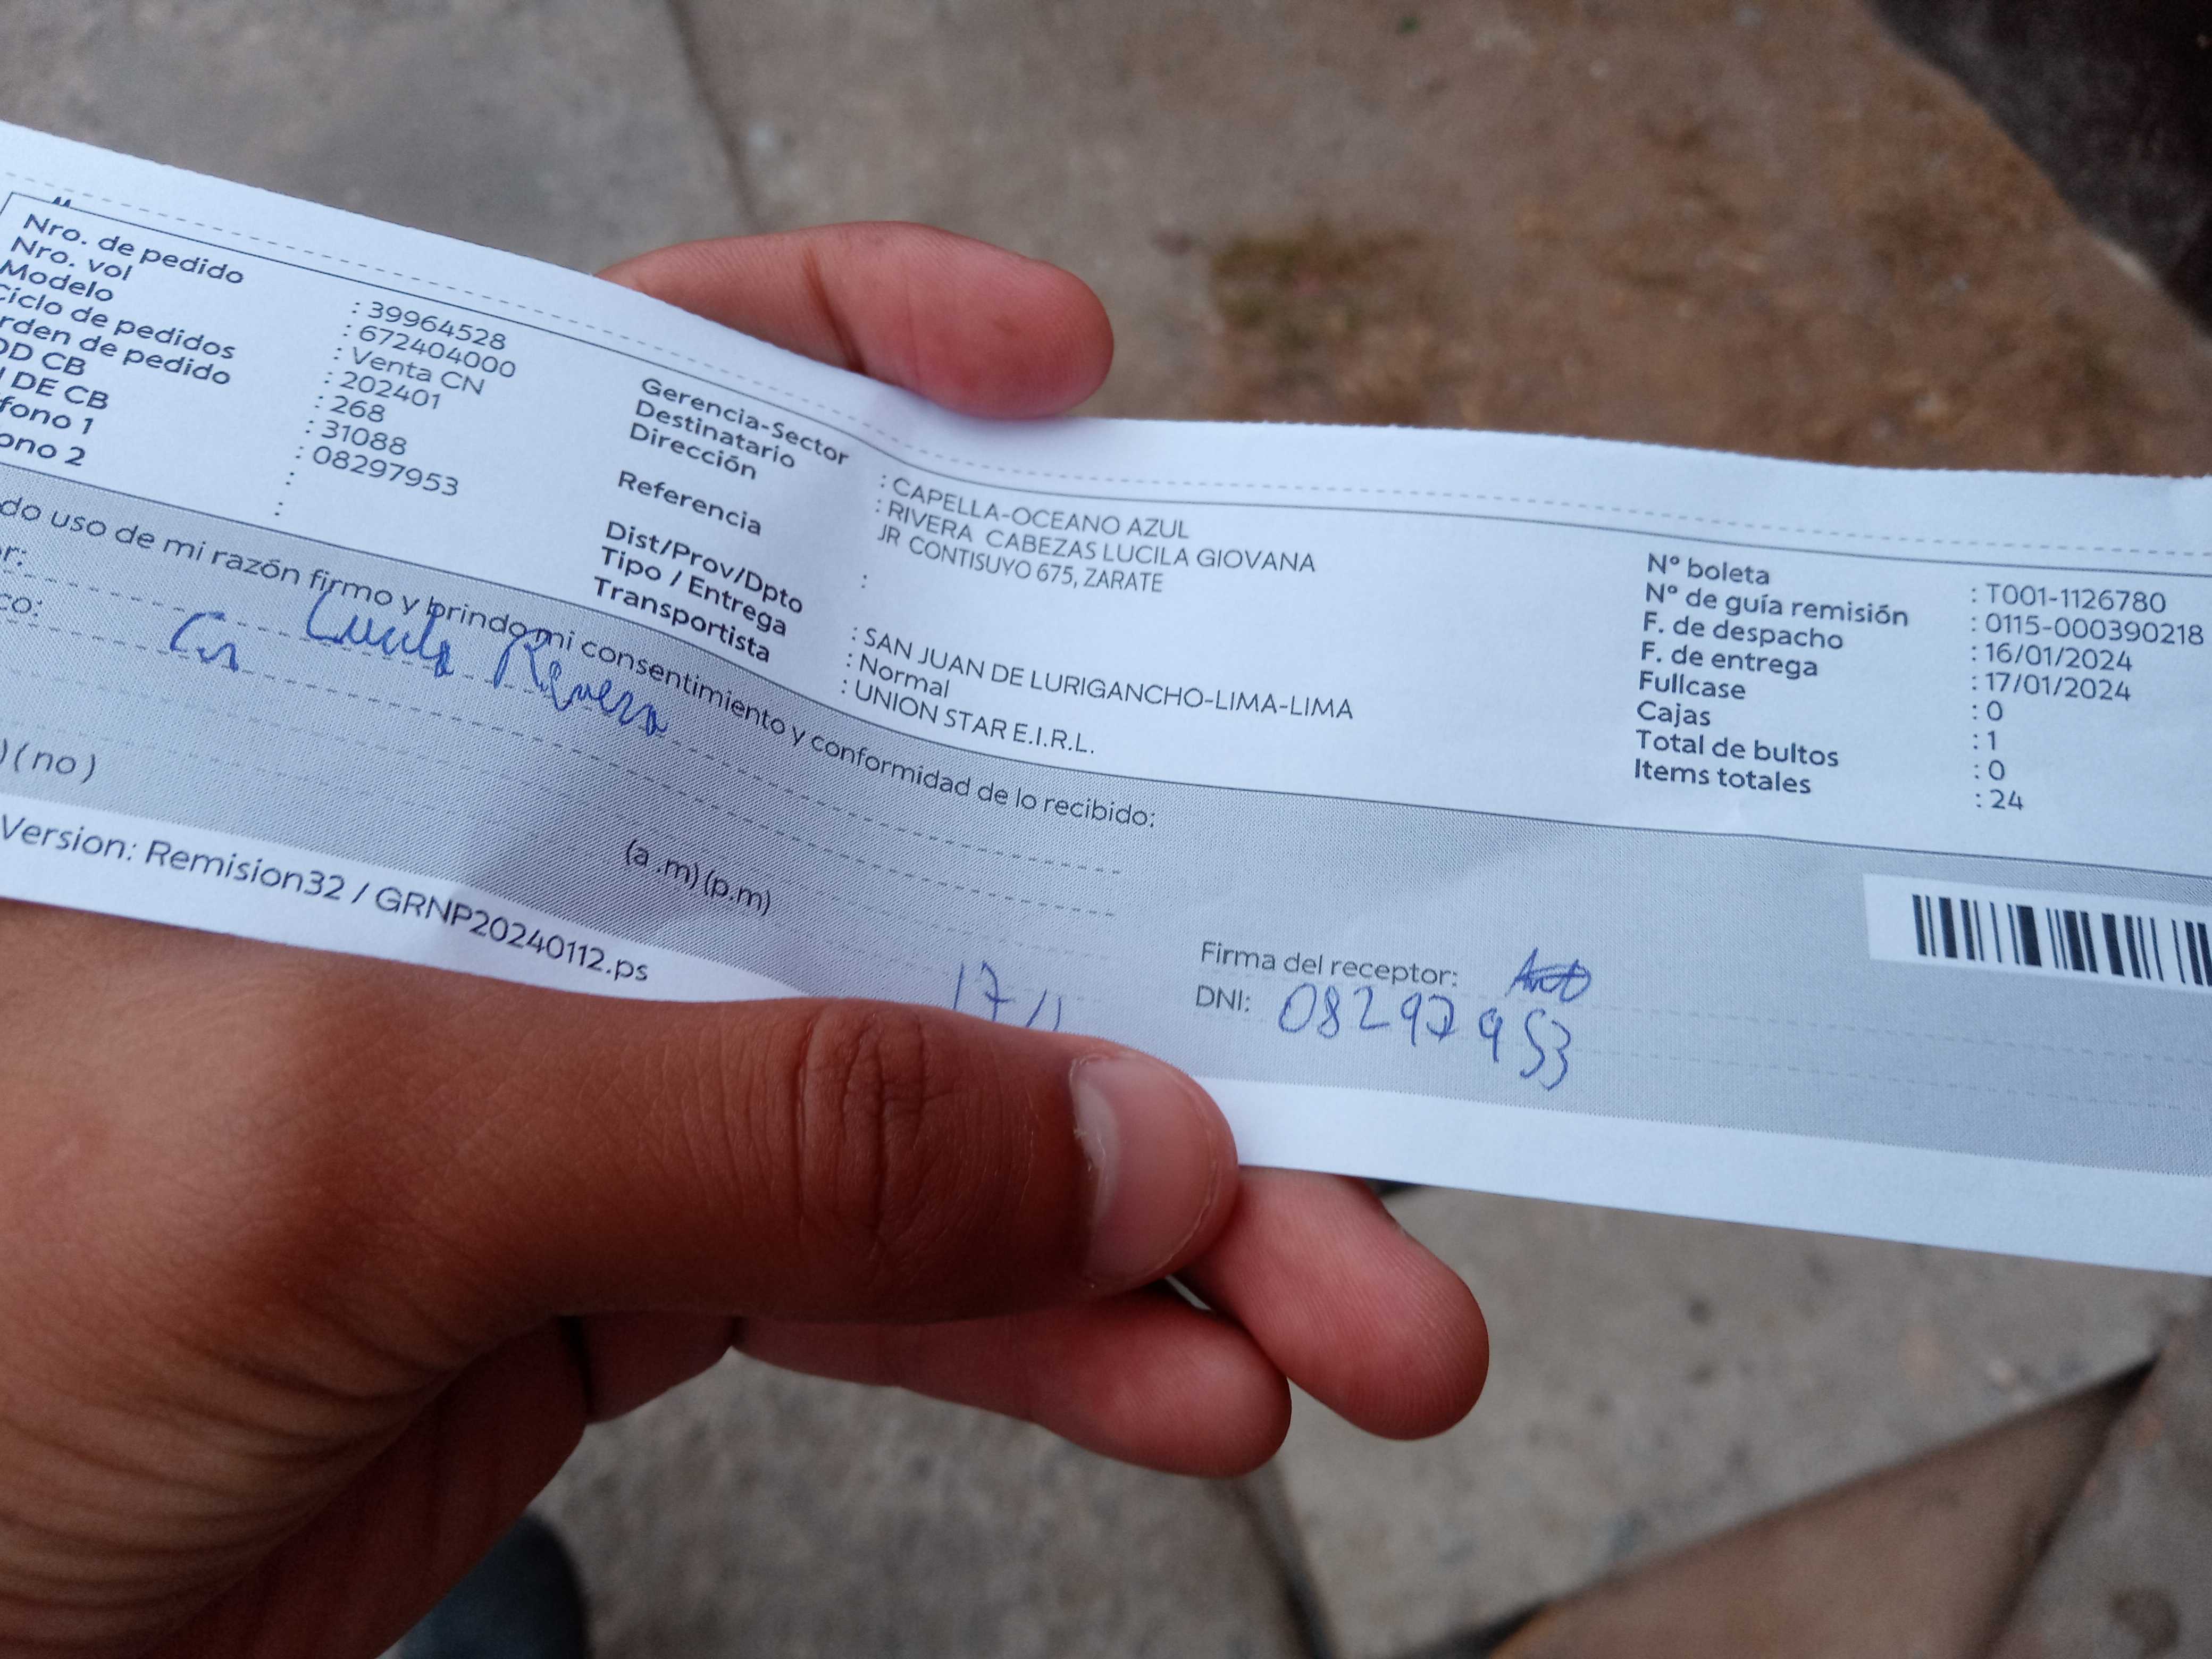 Nro. de pedido : 39964528
Nro. vol : 672404000
Modelo : Venta CN
Ciclo de pedidos : 202401
rden de pedido : 268
OD CB : 31088
DE CB : 08297953
fono 1 :
ono 2 :
Gerencia-Sector : CAPELLA-OCEANO AZUL
Destinatario : RIVERA CABEZAS LUCILA GIOVANA
Dirección JR CONTISUYO 675, ZARATE
Referencia :
Dist/Prov/Dpto : SAN JUAN DE LURIGANCHO-LIMA-LIMA
Tipo / Entrega : Normal
Transportista : UNION STAR E.I.R.L.
N° boleta : T001-1126780
N° de guía remisión : 0115-000390218
F. de despacho : 16/01/2024
F. de entrega : 17/01/2024
Fullcase : 0
Cajas : 1
Total de bultos : 0
Items totales : 24
do uso de mi razón firmo y brindo mi consentimiento y conformidad de lo recibido:
r: Lucila Rivera
co:
) ( no )
(a .m) (p.m)
17/1
Firma del receptor:
DNI: 08297953
Version: Remision32 / GRNP20240112.ps